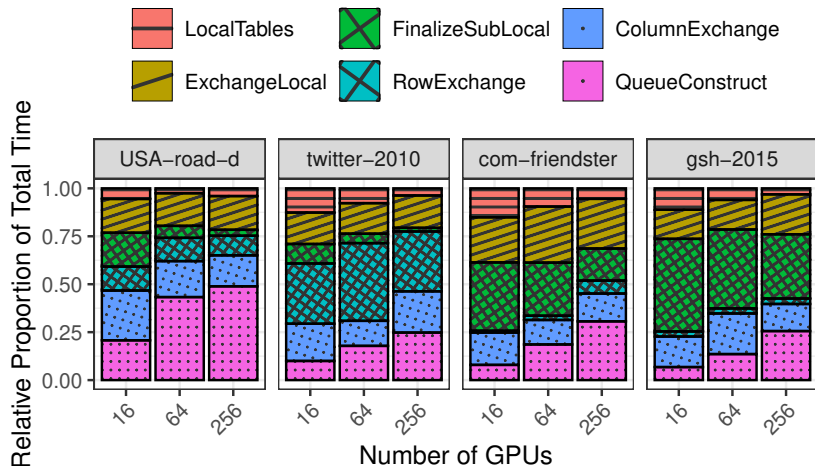 LocalTables FinalizeSubLocal ColumnExchange
ExchangeLocal RowExchange QueueConstruct
USA−road−d twitter−2010 com−friendster gsh−2015
Relative Proportion of Total Time
1.00
0.75
0.50
0.25
0.00
16 64 256 16 64 256 16 64 256 16 64 256
Number of GPUs